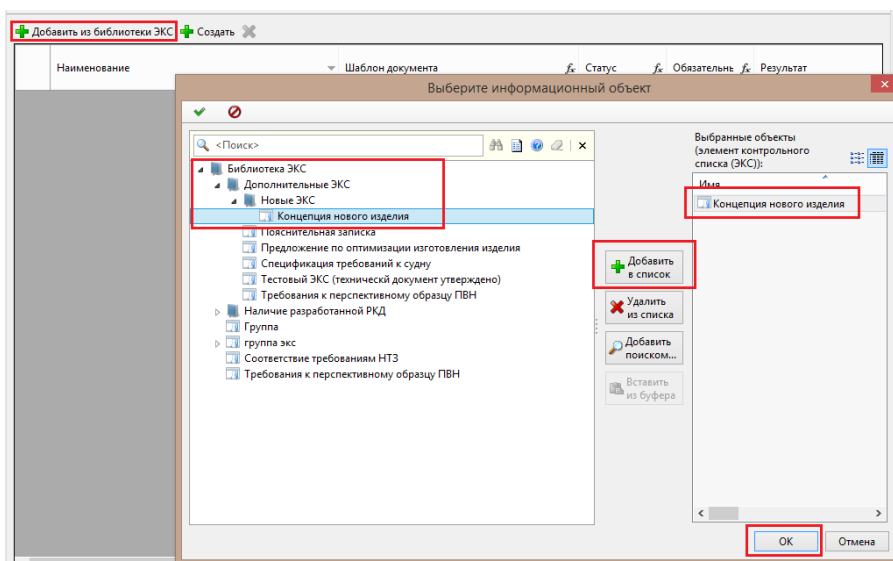 Добавить из библиотеки ЭКС Создать
Наименование Шаблон документа fx Статус fx Обязательнь fx Результат
Выберите информационный объект
<Поиск>
Библиотека ЭКС
Дополнительные ЭКС
Новые ЭКС
Концепция нового изделия
Пояснительная записка
Предложение по оптимизации изготовления изделия
Спецификация требований к судну
Тестовый ЭКС (техническй документ утверждено)
Требования к перспективному образцу ПВН
Наличие разработанной РКД
Группа
группа экс
Соответствие требованиям НТЗ
Требования к перспективному образцу ПВН
Добавить
в список
Удалить
из списка
Добавить
поиском...
Вставить
из буфера
Выбранные объекты
(элемент контрольного
списка (ЭКС)):
Имя
Концепция нового изделия
OK Отмена